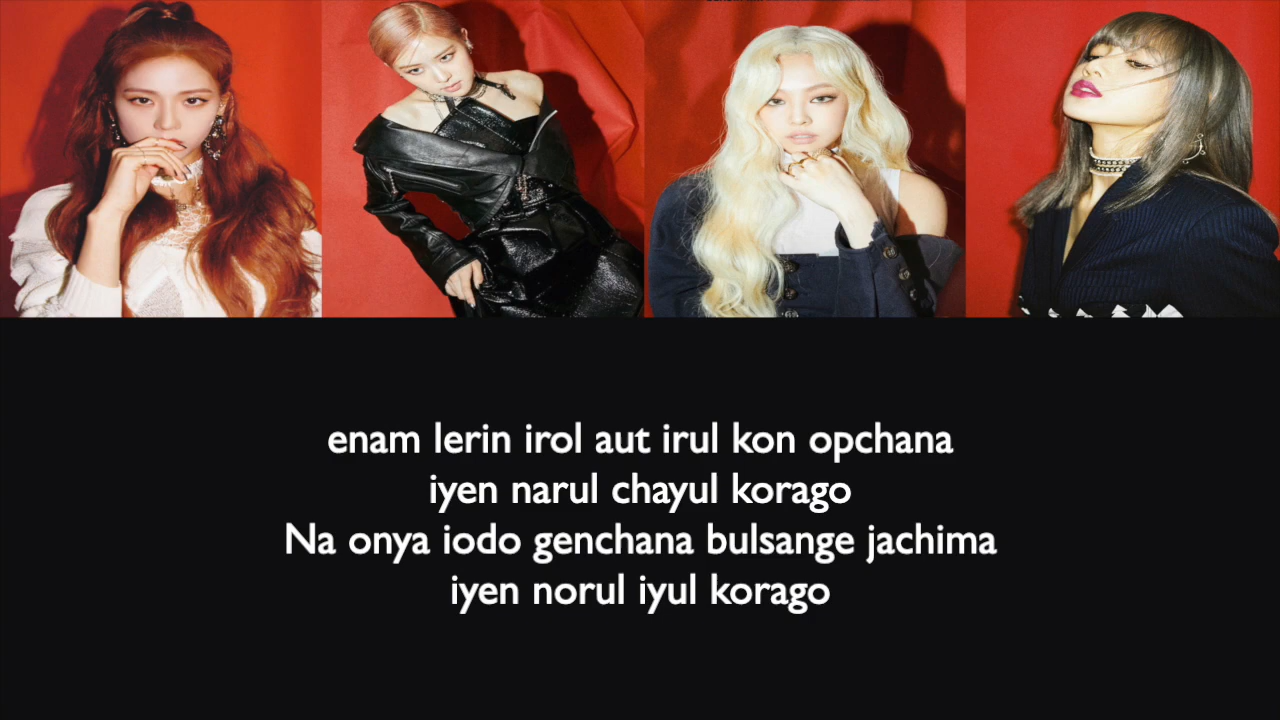 enam lerin irol aut irul kon opchana
iyen narul chayul korago
Na onya iodo genchana bulsange jachima
iyen norul iyul korago